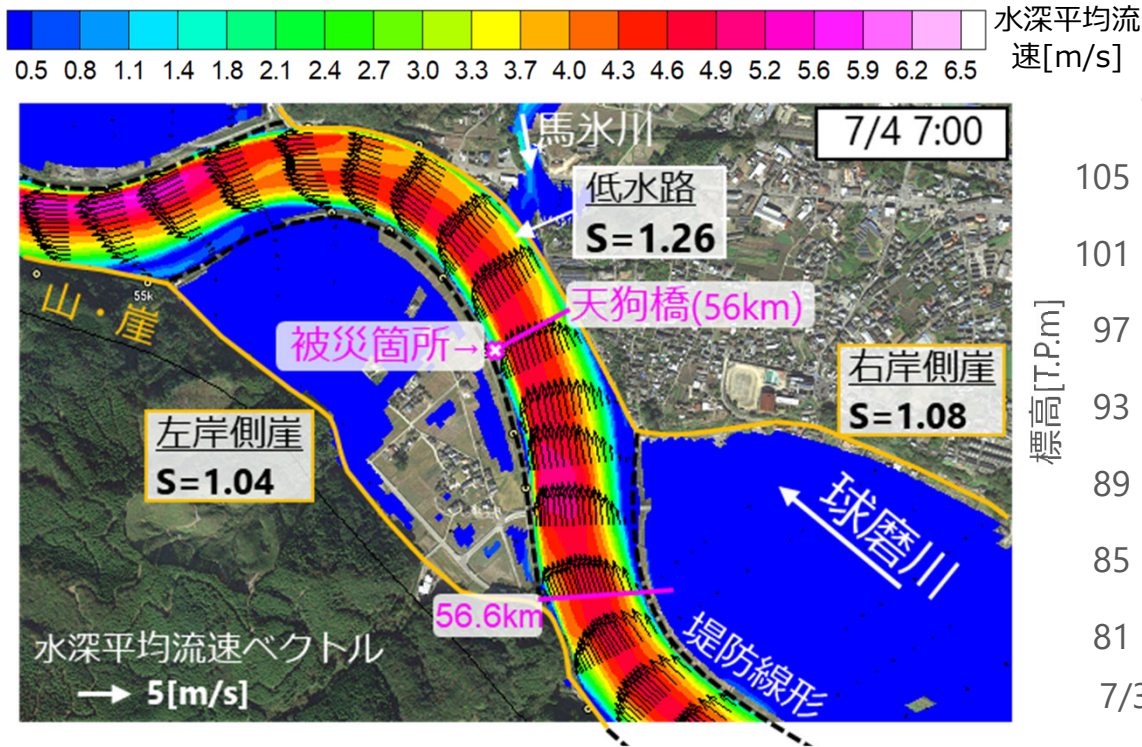 水深平均流
速[m/s]
0.5 0.8 1.1 1.4 1.8 2.1 2.4 2.7 3.0 3.3 3.7 4.0 4.3 4.6 4.9 5.2 5.6 5.9 6.2 6.5
7/4 7:00
馬氷川
低水路
S=1.26
天狗橋(56km)
被災箇所→
山・崖
55k
右岸側崖
S=1.08
左岸側崖
S=1.04
球磨川
56.6km
堤防線形
水深平均流速ベクトル
5[m/s]
標高[T.P.m]
105
101
97
93
89
85
81
7/3